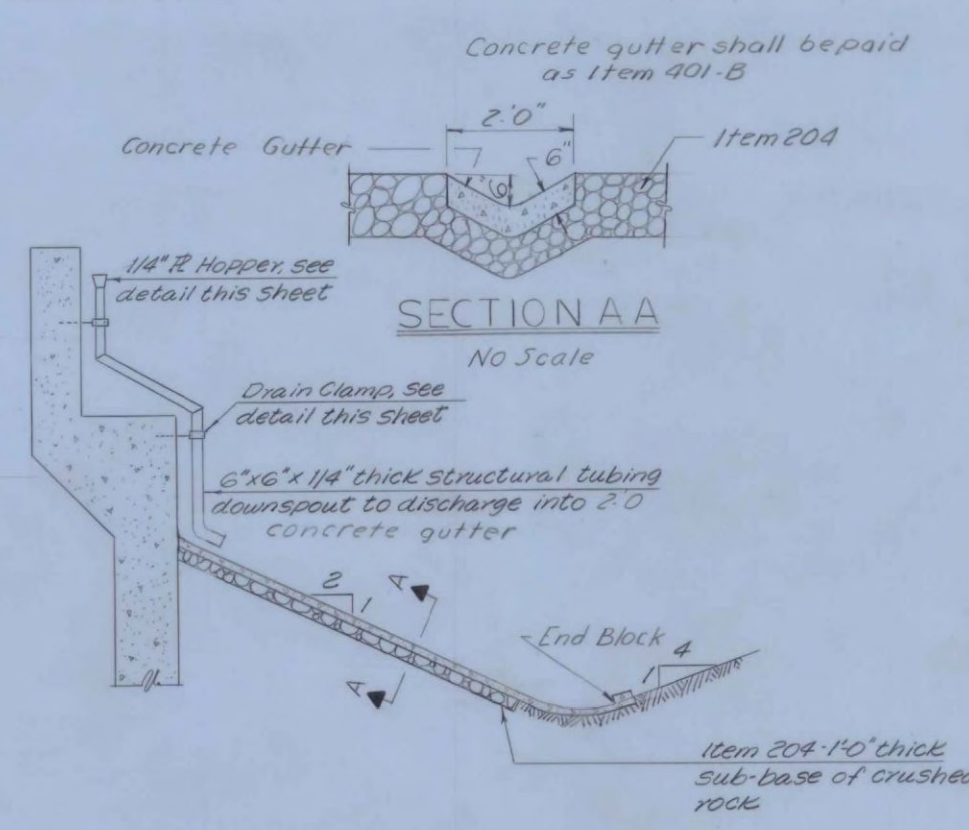 Concrete gutter shall be paid
as Item 401-B
2'0"
Concrete Gutter
Item 204
6"
6"
1/4" PL Hopper, see
detail this sheet
SECTION A A
No Scale
Drain Clamp, see
detail this sheet
6"x6"x1/4" thick structural tubing
downspout to discharge into 2'0
concrete gutter
2
1
A
A
End Block
4
1
Item 204-1'-0" thick
sub-base of crushed
rock